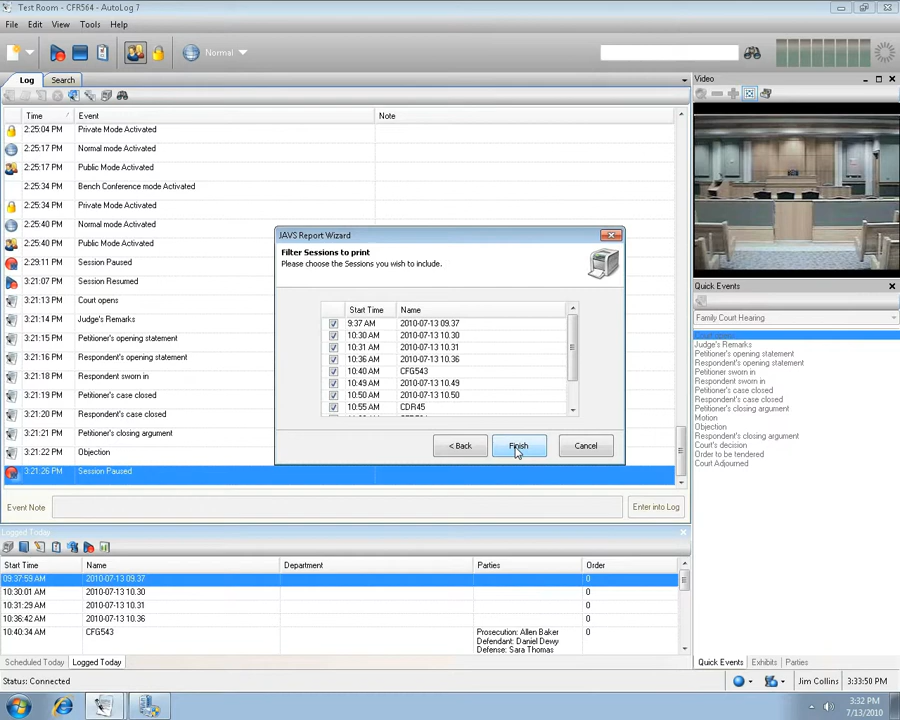 Test Room - CFR564 - AutoLog 7
File Edit View Tools Help
Normal
Log Search
Video
Time Event Note
2:25:04 PM Private Mode Activated
2:25:17 PM Normal mode Activated
2:25:17 PM Public Mode Activated
2:25:34 PM Bench Conference mode Activated
2:25:34 PM Private Mode Activated
2:25:40 PM Normal mode Activated
2:25:40 PM Public Mode Activated
2:29:11 PM Session Paused
3:21:07 PM Session Resumed
3:21:13 PM Court opens
3:21:14 PM Judge's Remarks
3:21:15 PM Petitioner's opening statement
3:21:16 PM Respondent's opening statement
3:21:18 PM Respondent sworn in
3:21:19 PM Petitioner's case closed
3:21:20 PM Respondent's case closed
3:21:21 PM Petitioner's closing argument
3:21:22 PM Objection
3:21:26 PM Session Paused
JAVS Report Wizard
Filter Sessions to print
Please choose the Sessions you wish to include.
Start Time Name
9:37 AM 2010-07-13 09.37
10:30 AM 2010-07-13 10.30
10:31 AM 2010-07-13 10.31
10:36 AM 2010-07-13 10.36
10:40 AM CFG543
10:49 AM 2010-07-13 10.49
10:50 AM 2010-07-13 10.50
10:55 AM CDR45
< Back Finish Cancel
Quick Events
Family Court Hearing
Judge's Remarks
Petitioner's opening statement
Respondent's opening statement
Petitioner sworn in
Respondent sworn in
Petitioner's case closed
Respondent's case closed
Petitioner's closing argument
Motion
Objection
Respondent's closing argument
Court's decision
Order to be tendered
Court Adjourned
Event Note Enter into Log
Logged Today
Start Time Name Department Parties Order
09:37:59 AM 2010-07-13 09.37 0
10:30:01 AM 2010-07-13 10.30 0
10:31:29 AM 2010-07-13 10.31 0
10:36:42 AM 2010-07-13 10.36 0
10:40:34 AM CFG543 Prosecution: Allen Baker 0
Defendant: Daniel Dewy
Defense: Sara Thomas
Scheduled Today Logged Today
Quick Events Exhibits Parties
Status: Connected Jim Collins 3:33:50 PM
3:32 PM
7/13/2010